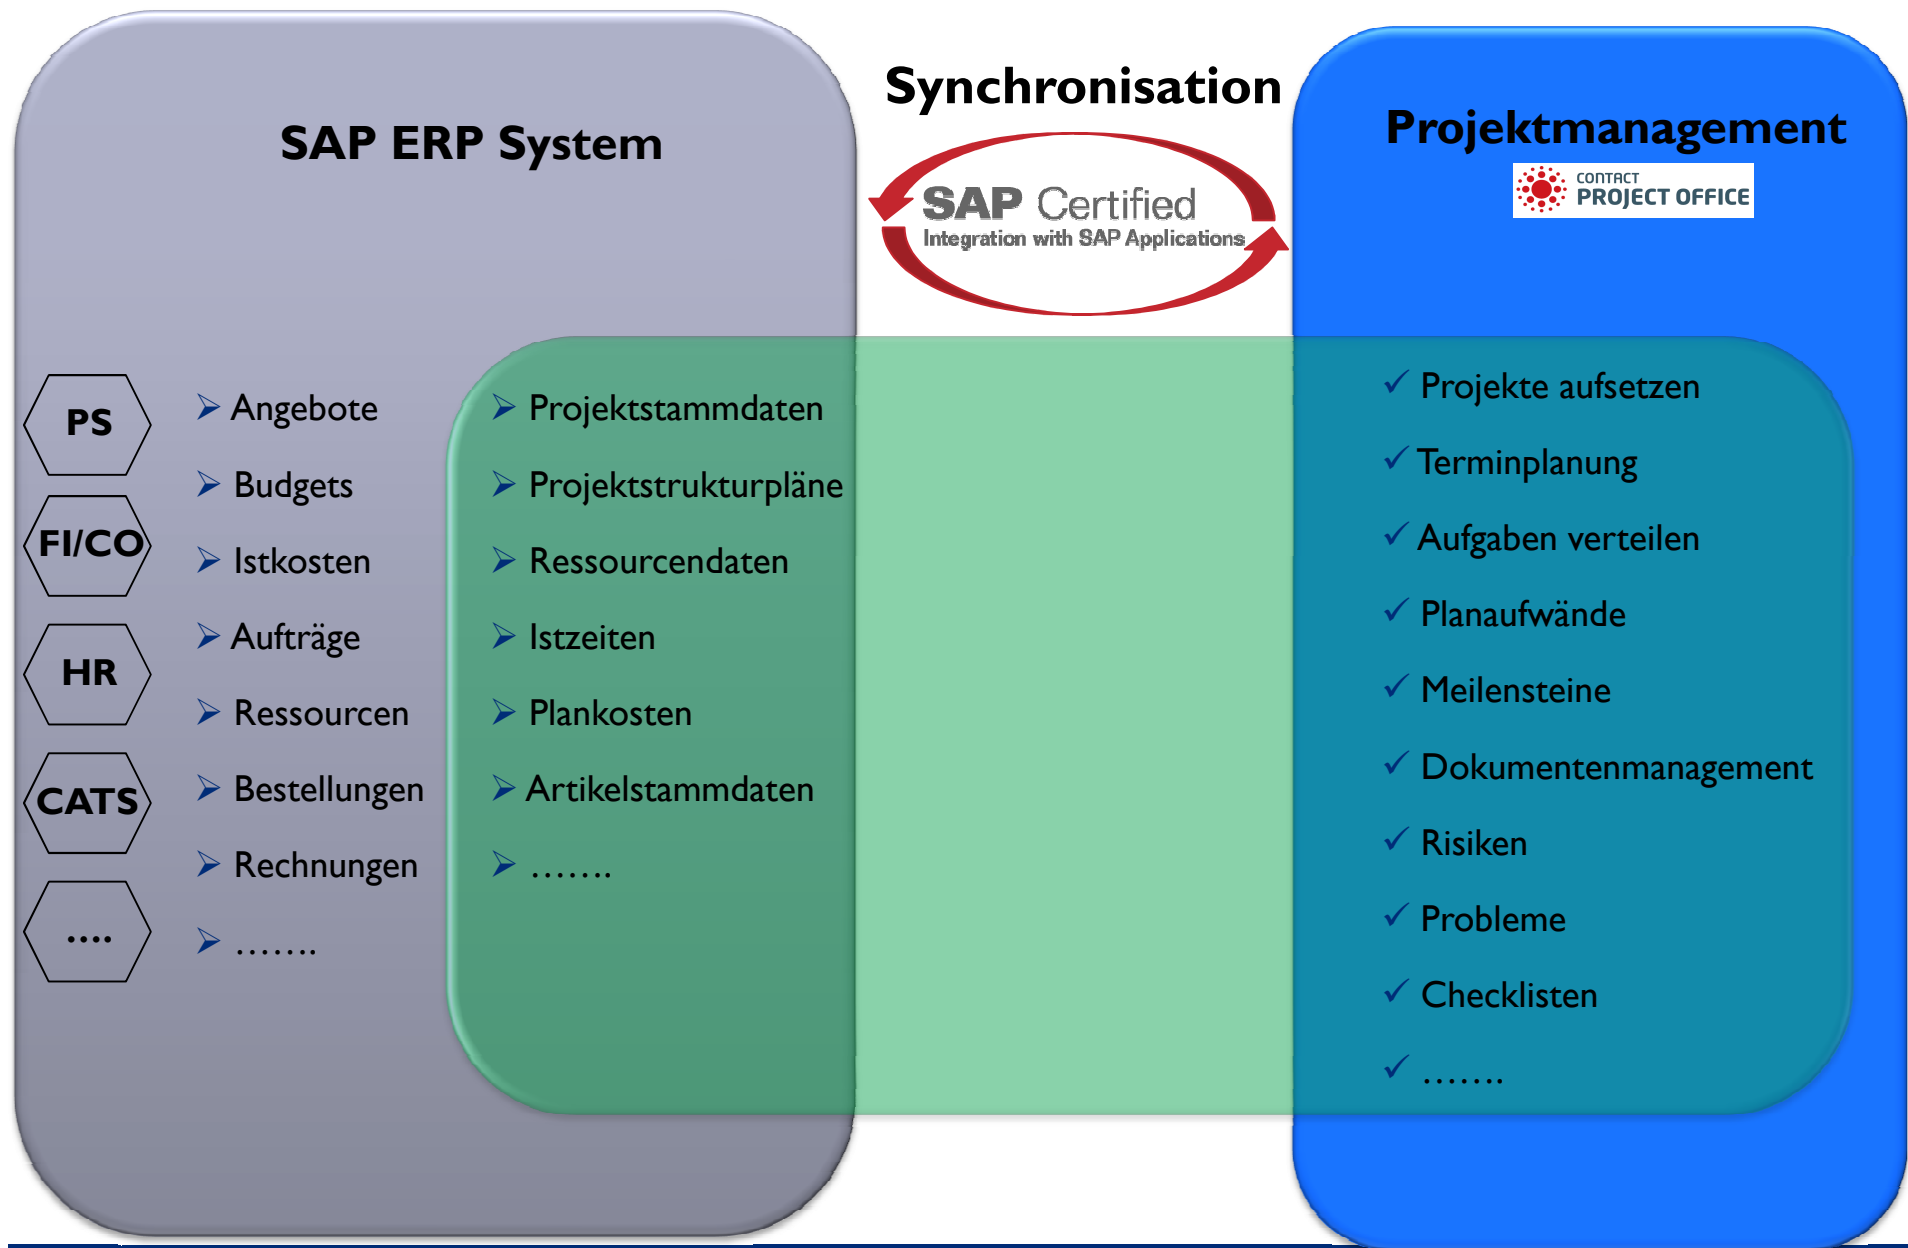 SAP ERP System
PS
FI/CO
HR
CATS
....
Angebote
Budgets
Istkosten
Aufträge
Ressourcen
Bestellungen
Rechnungen
.......
Projektstammdaten
Projektstrukturpläne
Ressourcendaten
Istzeiten
Plankosten
Artikelstammdaten
.......
Synchronisation
SAP Certified
Integration with SAP Applications
Projektmanagement
CONTACT
PROJECT OFFICE
Projekte aufsetzen
Terminplanung
Aufgaben verteilen
Planaufwände
Meilensteine
Dokumentenmanagement
Risiken
Probleme
Checklisten
.......